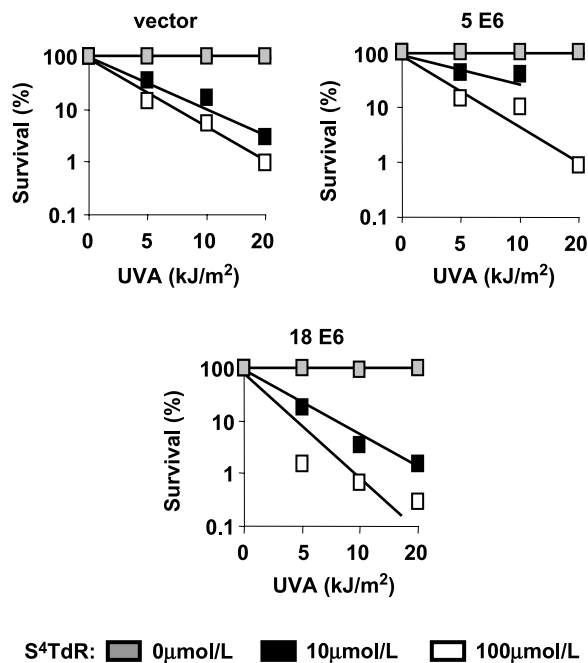 vector
Survival (%)
100
10
1
0.1
0 5 10 20
UVA (kJ/m²)
5 E6
Survival (%)
100
10
1
0.1
0 5 10 20
UVA (kJ/m²)
18 E6
Survival (%)
100
10
1
0.1
0 5 10 20
UVA (kJ/m²)
S⁴TdR: 0μmol/L 10μmol/L 100μmol/L